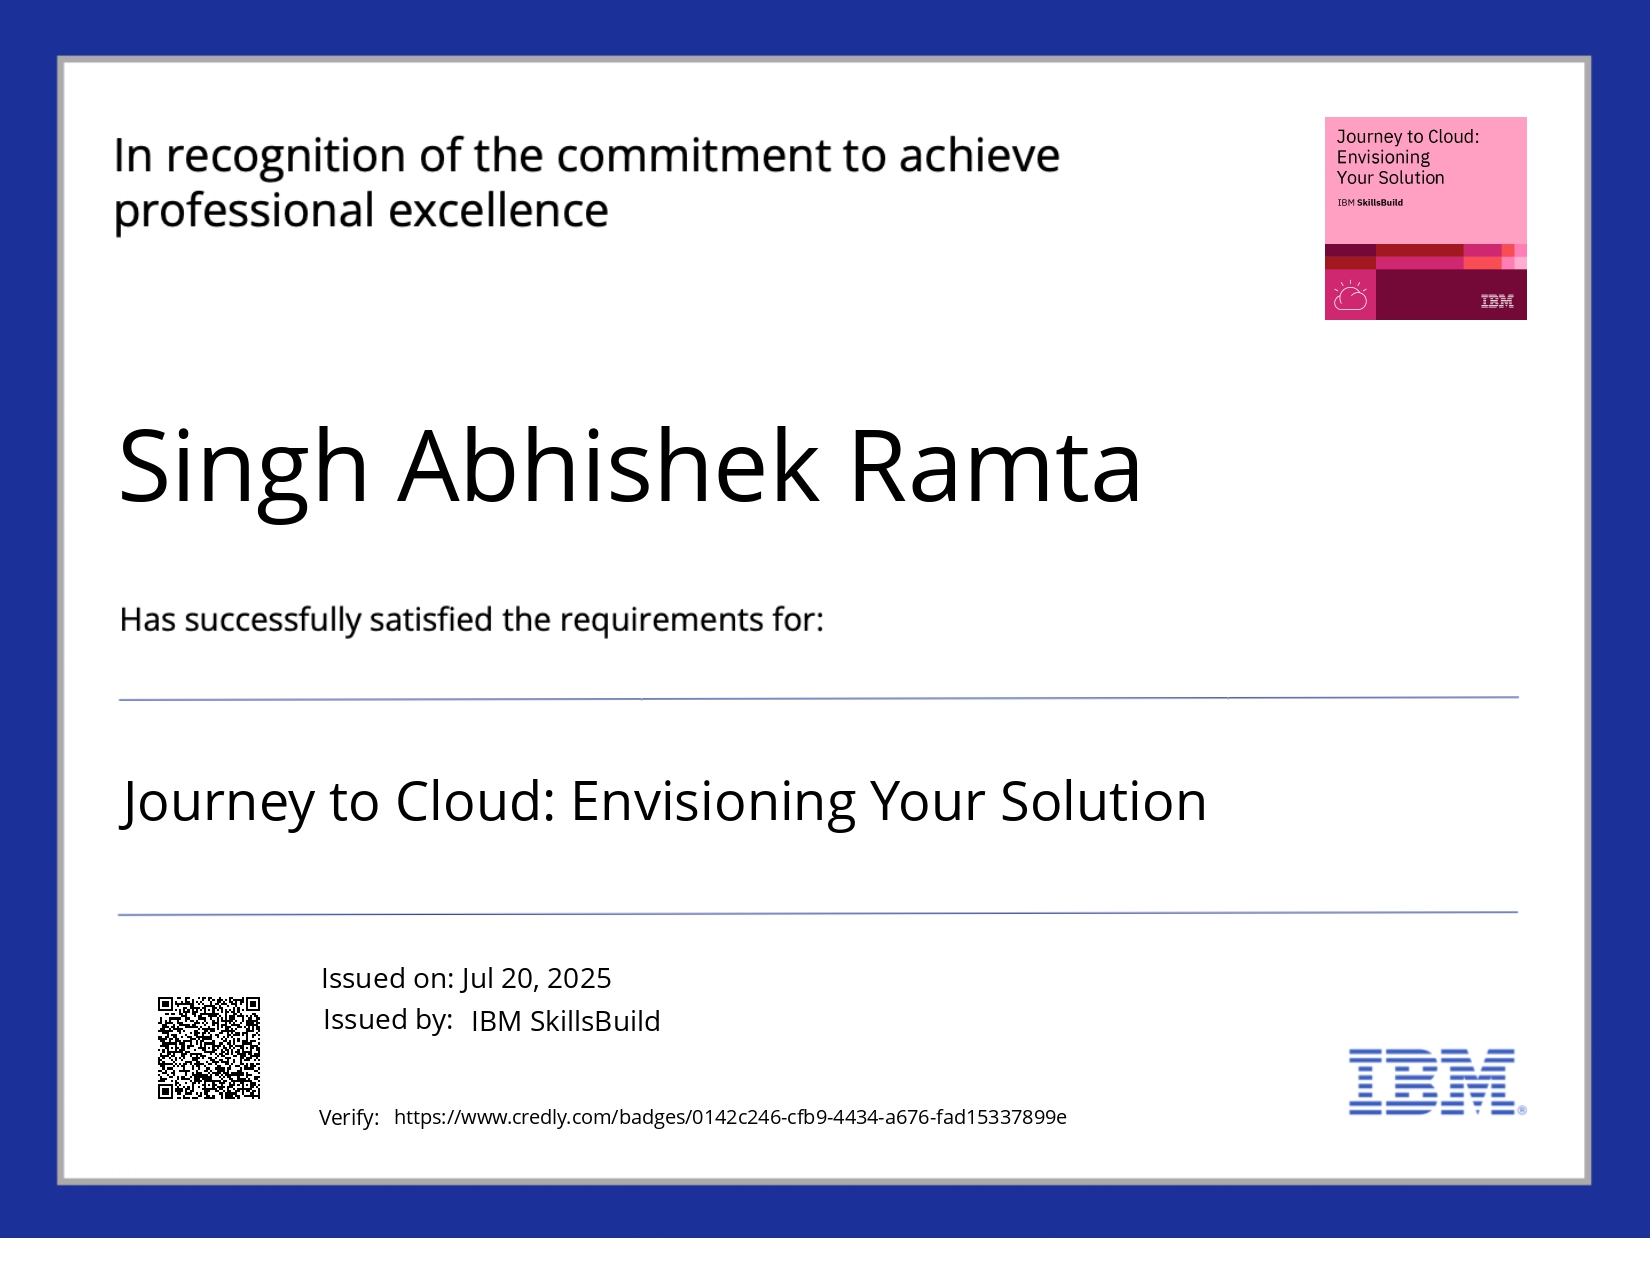 In recognition of the commitment to achieve
professional excellence
Journey to Cloud:
Envisioning
Your Solution
IBM SkillsBuild
IBM
Singh Abhishek Ramta
Has successfully satisfied the requirements for:
Journey to Cloud: Envisioning Your Solution
Issued on: Jul 20, 2025
Issued by: IBM SkillsBuild
Verify: https://www.credly.com/badges/0142c246-cfb9-4434-a676-fad15337899e
IBM®